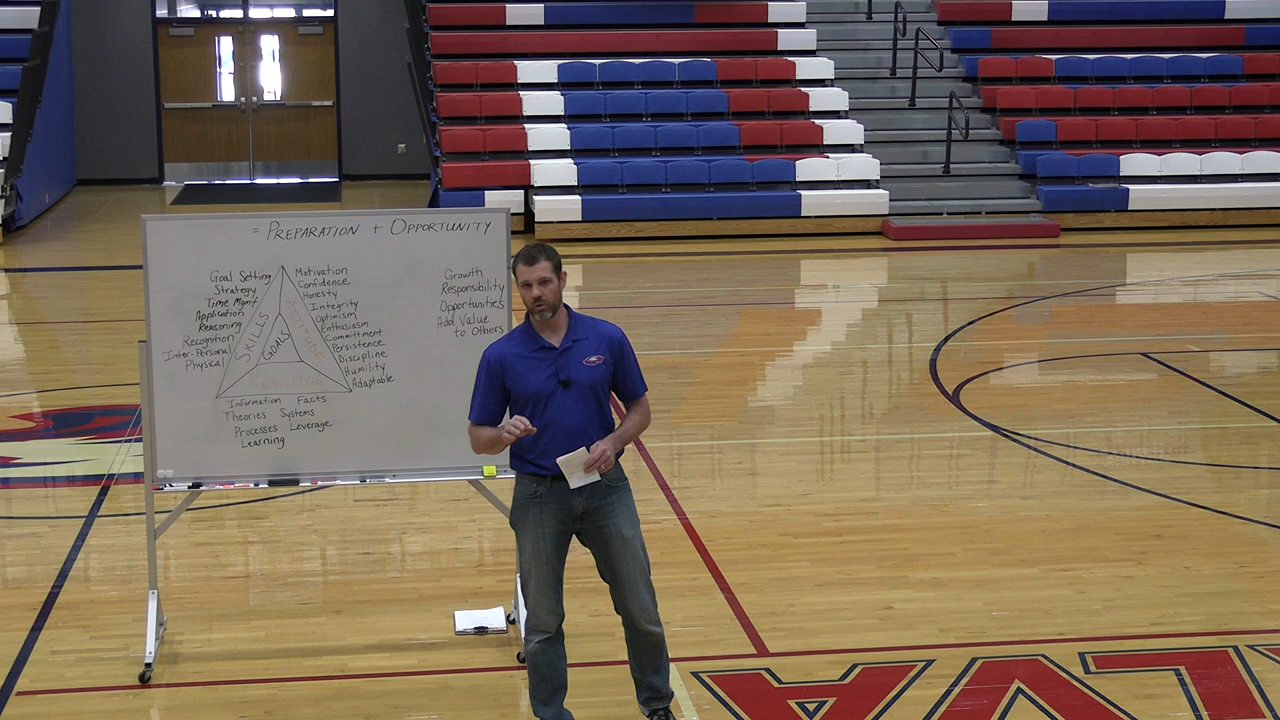 = PREPARATION + OPPORTUNITY
Goal Setting
Strategy
Time Mgmt
Application
Reasoning
Recognition
Inter-Personal
Physical
SKILLS
GOALS
ATTITUDE
KNOWLEDGE
Motivation
Confidence
Honesty
Integrity
Optimism
Enthusiasm
Committment
Persistence
Discipline
Humility
Adaptable
Information Facts
Theories Systems
Processes Leverage
Learning
Growth
Responsibility
Opportunities
Add Value
to Others